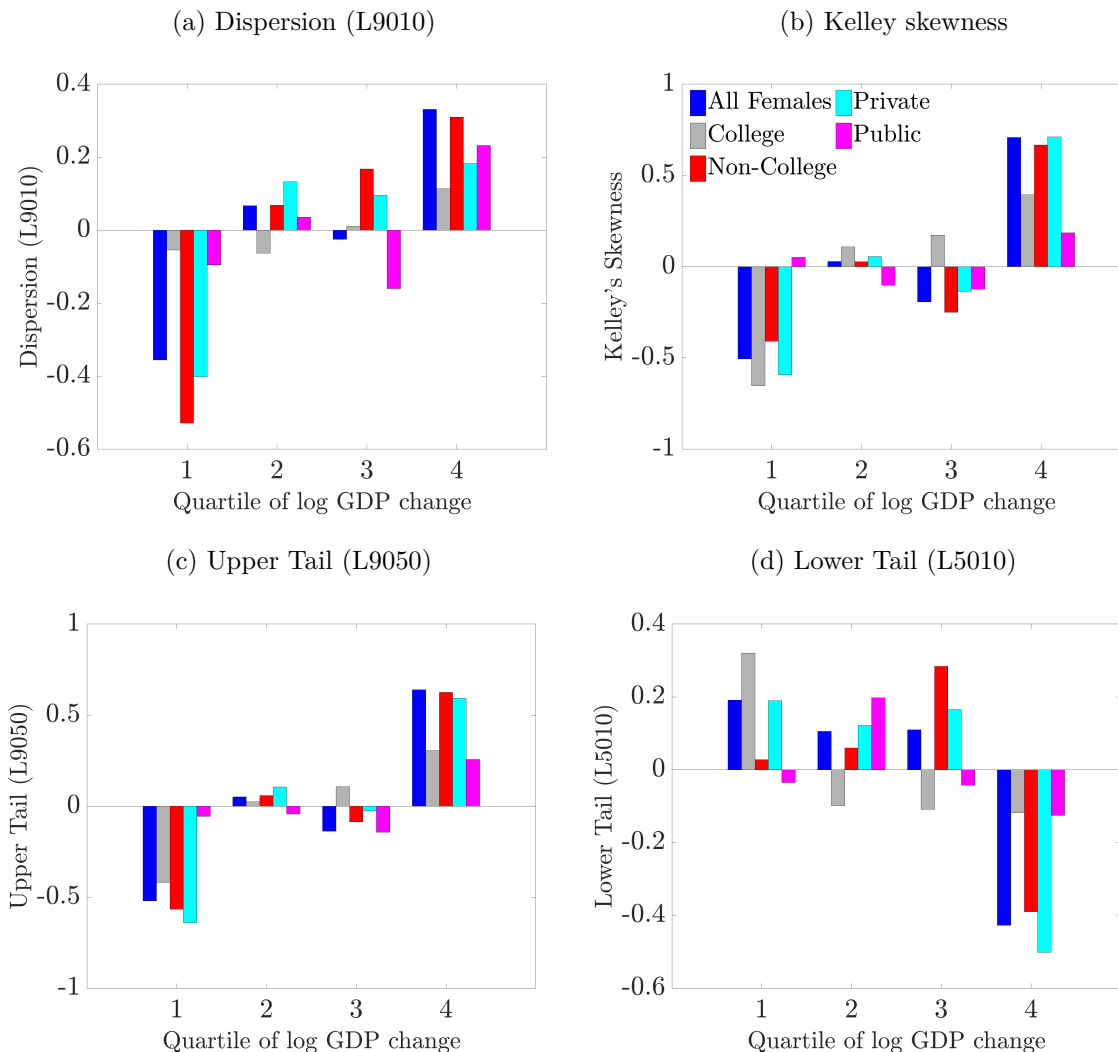 (a) Dispersion (L9010)
0.4
0.2
0
-0.2
-0.4
-0.6
Dispersion (L9010)
1 2 3 4
Quartile of log GDP change
(b) Kelley skewness
1
0.5
0
-0.5
-1
Kelley's Skewness
All Females Private
College Public
Non-College
1 2 3 4
Quartile of log GDP change
(c) Upper Tail (L9050)
1
0.5
0
-0.5
-1
Upper Tail (L9050)
1 2 3 4
Quartile of log GDP change
(d) Lower Tail (L5010)
0.4
0.2
0
-0.2
-0.4
-0.6
Lower Tail (L5010)
1 2 3 4
Quartile of log GDP change